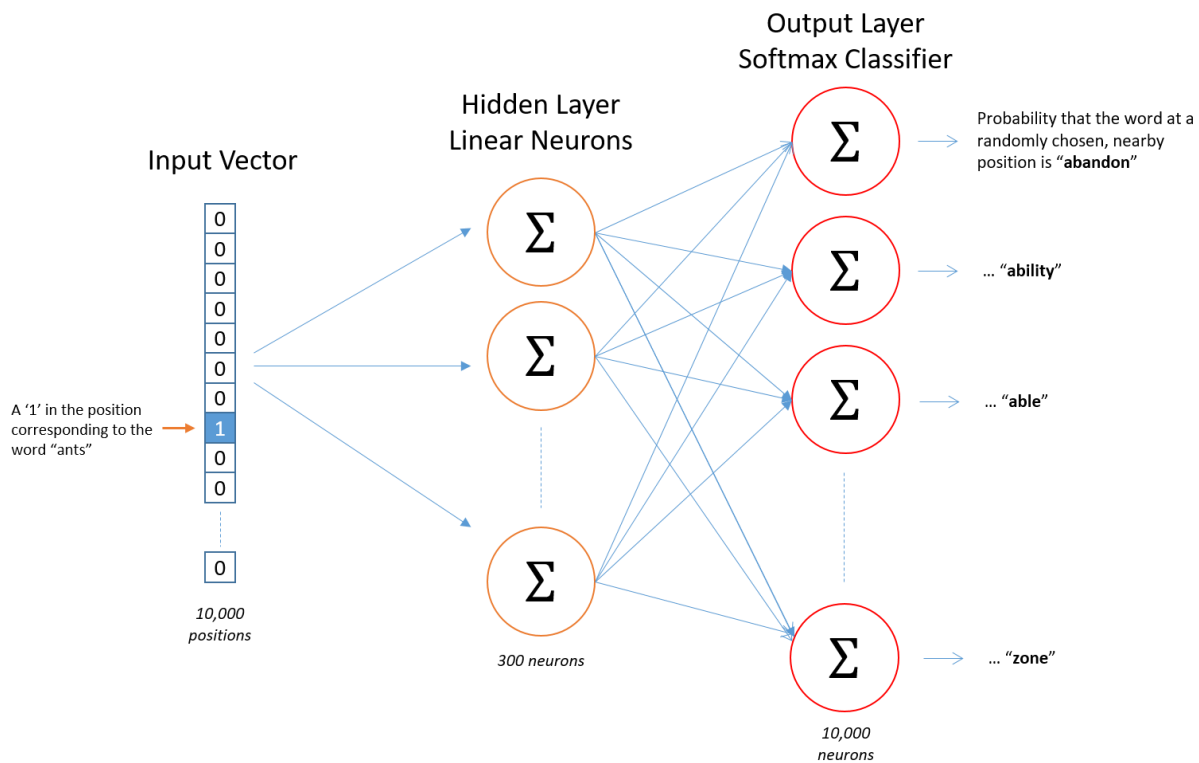 Output Layer
Softmax Classifier
Hidden Layer
Linear Neurons
Input Vector
0
0
0
0
0
0
0
1
0
0
0
A ‘1’ in the position
corresponding to the
word “ants”
10,000
positions
Σ
Σ
Σ
300 neurons
Σ
Σ
Σ
Σ
10,000
neurons
Probability that the word at a
randomly chosen, nearby
position is “abandon”
… “ability”
… “able”
… “zone”